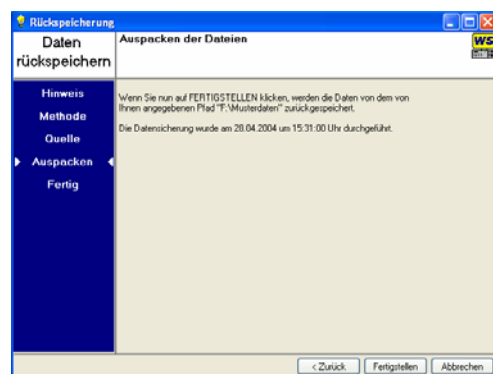 Rückspeicherung
Daten
rückspeichern
Auspacken der Dateien
WS
Hinweis
Methode
Quelle
Auspacken
Fertig
Wenn Sie nun auf FERTIGSTELLEN klicken, werden die Daten von dem von
Ihnen angegebenen Pfad "F:\Musterdaten" zurückgespeichert.
Die Datensicherung wurde am 28.04.2004 um 15:31:00 Uhr durchgeführt.
< Zurück
Fertigstellen
Abbrechen